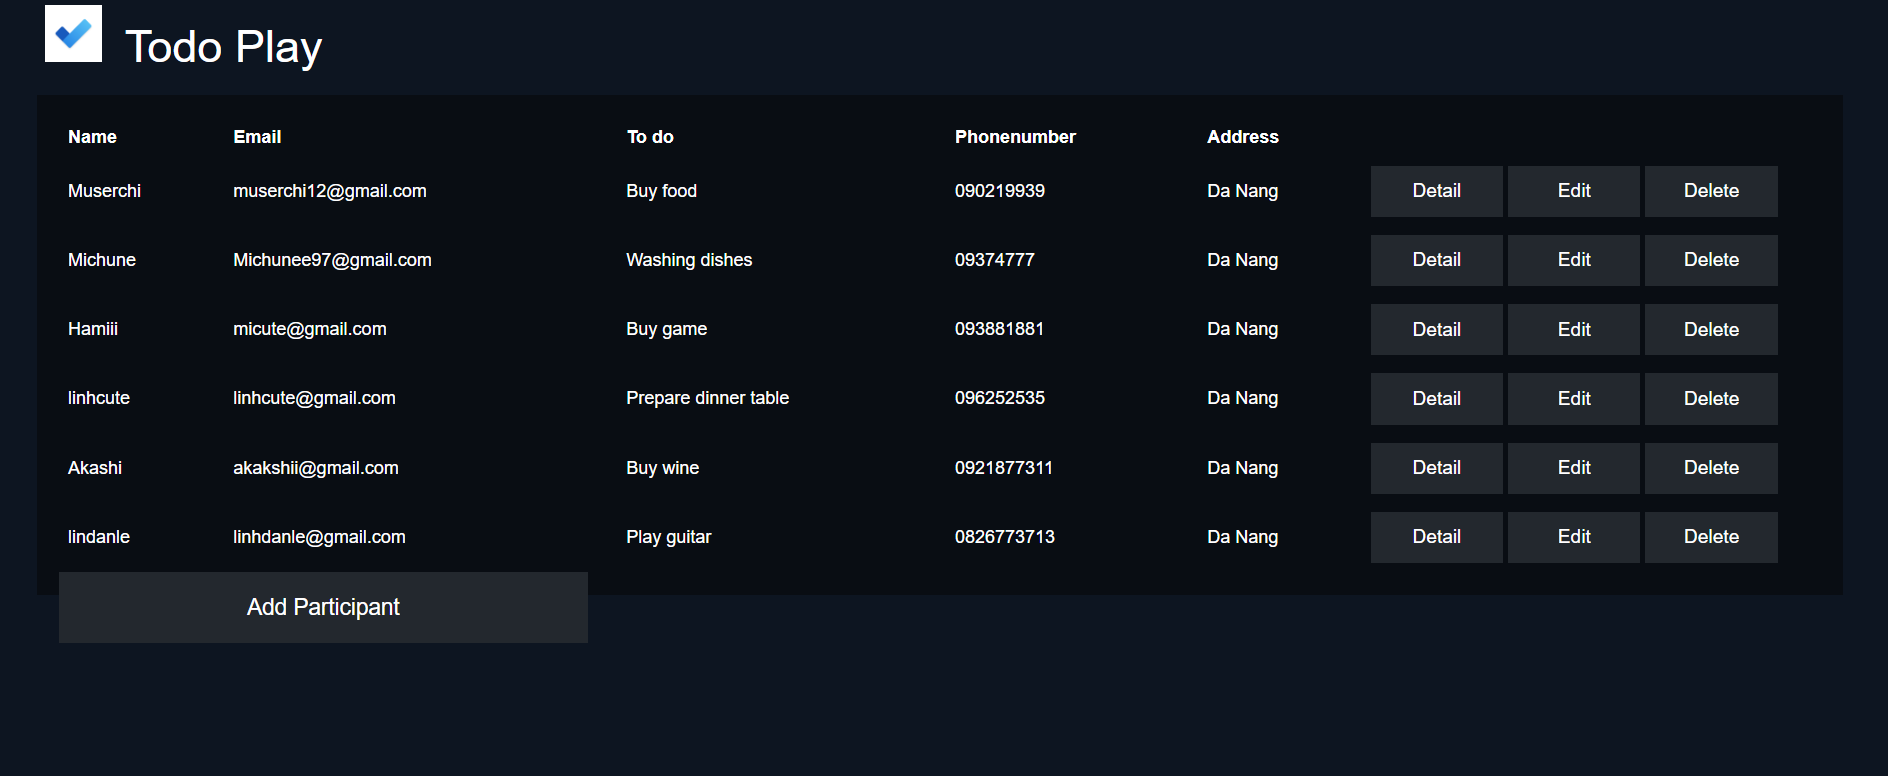 Todo Play
Name Email To do Phonenumber Address
Muserchi muserchi12@gmail.com Buy food 090219939 Da Nang Detail Edit Delete
Michune Michunee97@gmail.com Washing dishes 09374777 Da Nang Detail Edit Delete
Hamiii micute@gmail.com Buy game 093881881 Da Nang Detail Edit Delete
linhcute linhcute@gmail.com Prepare dinner table 096252535 Da Nang Detail Edit Delete
Akashi akakshii@gmail.com Buy wine 0921877311 Da Nang Detail Edit Delete
lindanle linhdanle@gmail.com Play guitar 0826773713 Da Nang Detail Edit Delete
Add Participant